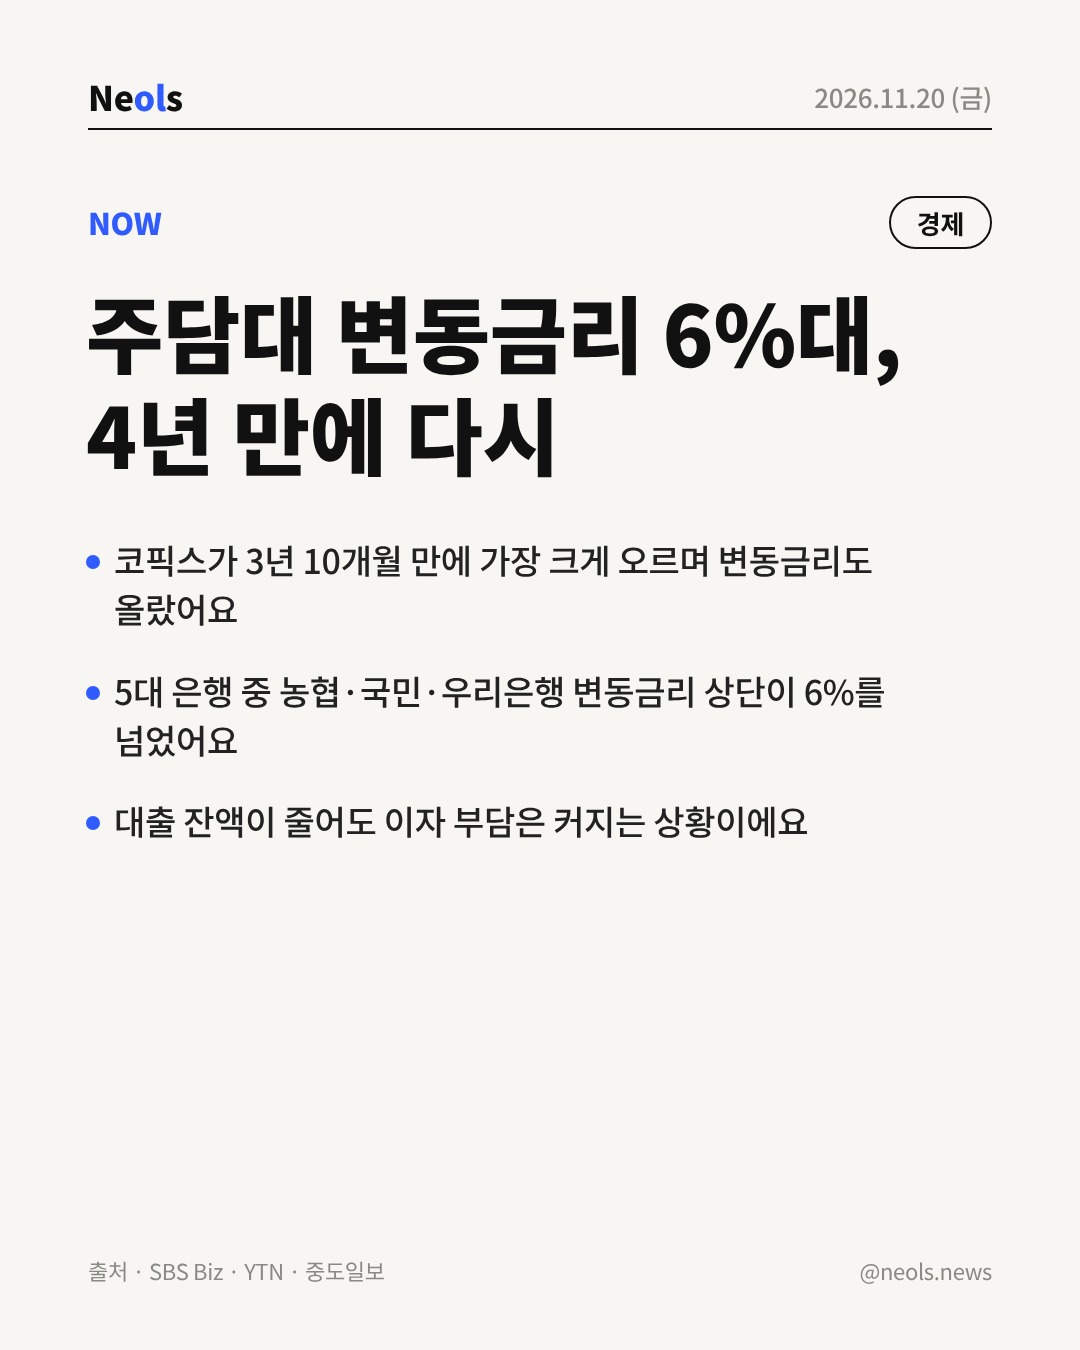 Neols
2026.11.20 (금)
NOW
경제
주담대 변동금리 6%대,
4년 만에 다시
코픽스가 3년 10개월 만에 가장 크게 오르며 변동금리도
올랐어요
5대 은행 중 농협·국민·우리은행 변동금리 상단이 6%를
넘었어요
대출 잔액이 줄어도 이자 부담은 커지는 상황이에요
출처 · SBS Biz · YTN · 중도일보
@neols.news